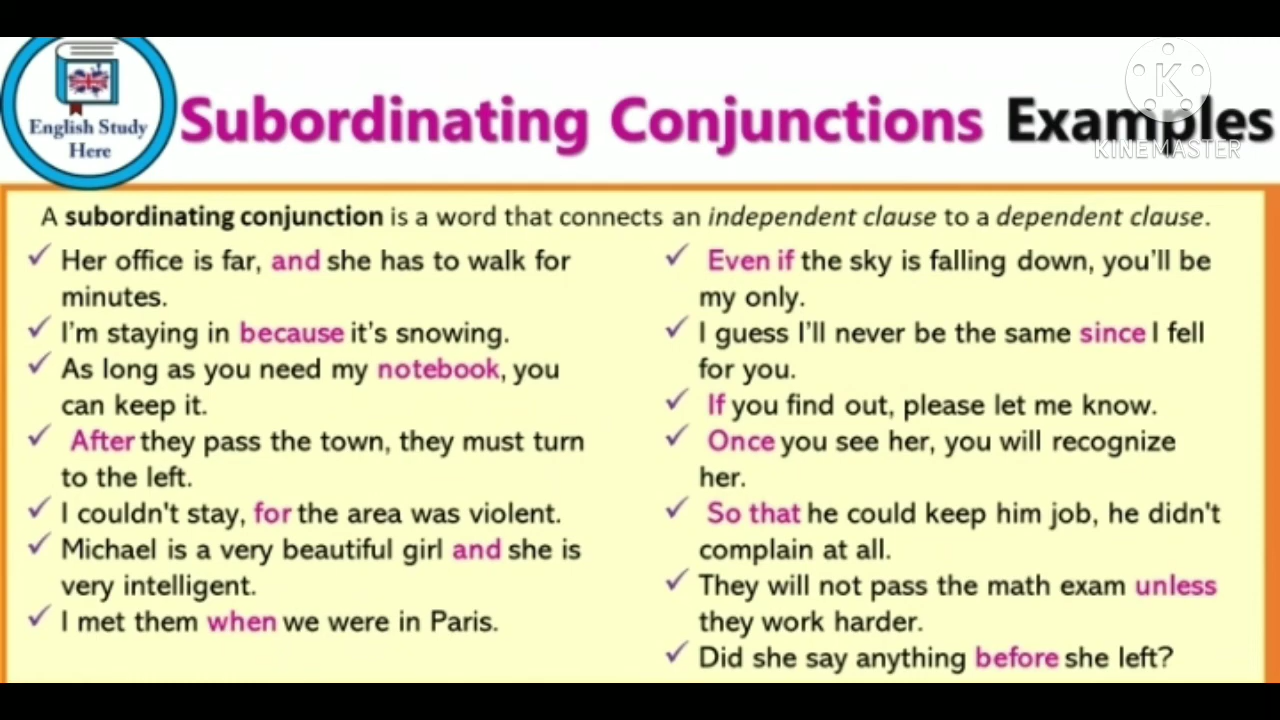 English Study
Here
Subordinating Conjunctions Examples
K
KINEMASTER
A subordinating conjunction is a word that connects an independent clause to a dependent clause.
Her office is far, and she has to walk for
minutes.
I'm staying in because it's snowing.
As long as you need my notebook, you
can keep it.
After they pass the town, they must turn
to the left.
I couldn't stay, for the area was violent.
Michael is a very beautiful girl and she is
very intelligent.
I met them when we were in Paris.
Even if the sky is falling down, you'll be
my only.
I guess I'll never be the same since I fell
for you.
If you find out, please let me know.
Once you see her, you will recognize
her.
So that he could keep him job, he didn't
complain at all.
They will not pass the math exam unless
they work harder.
Did she say anything before she left?